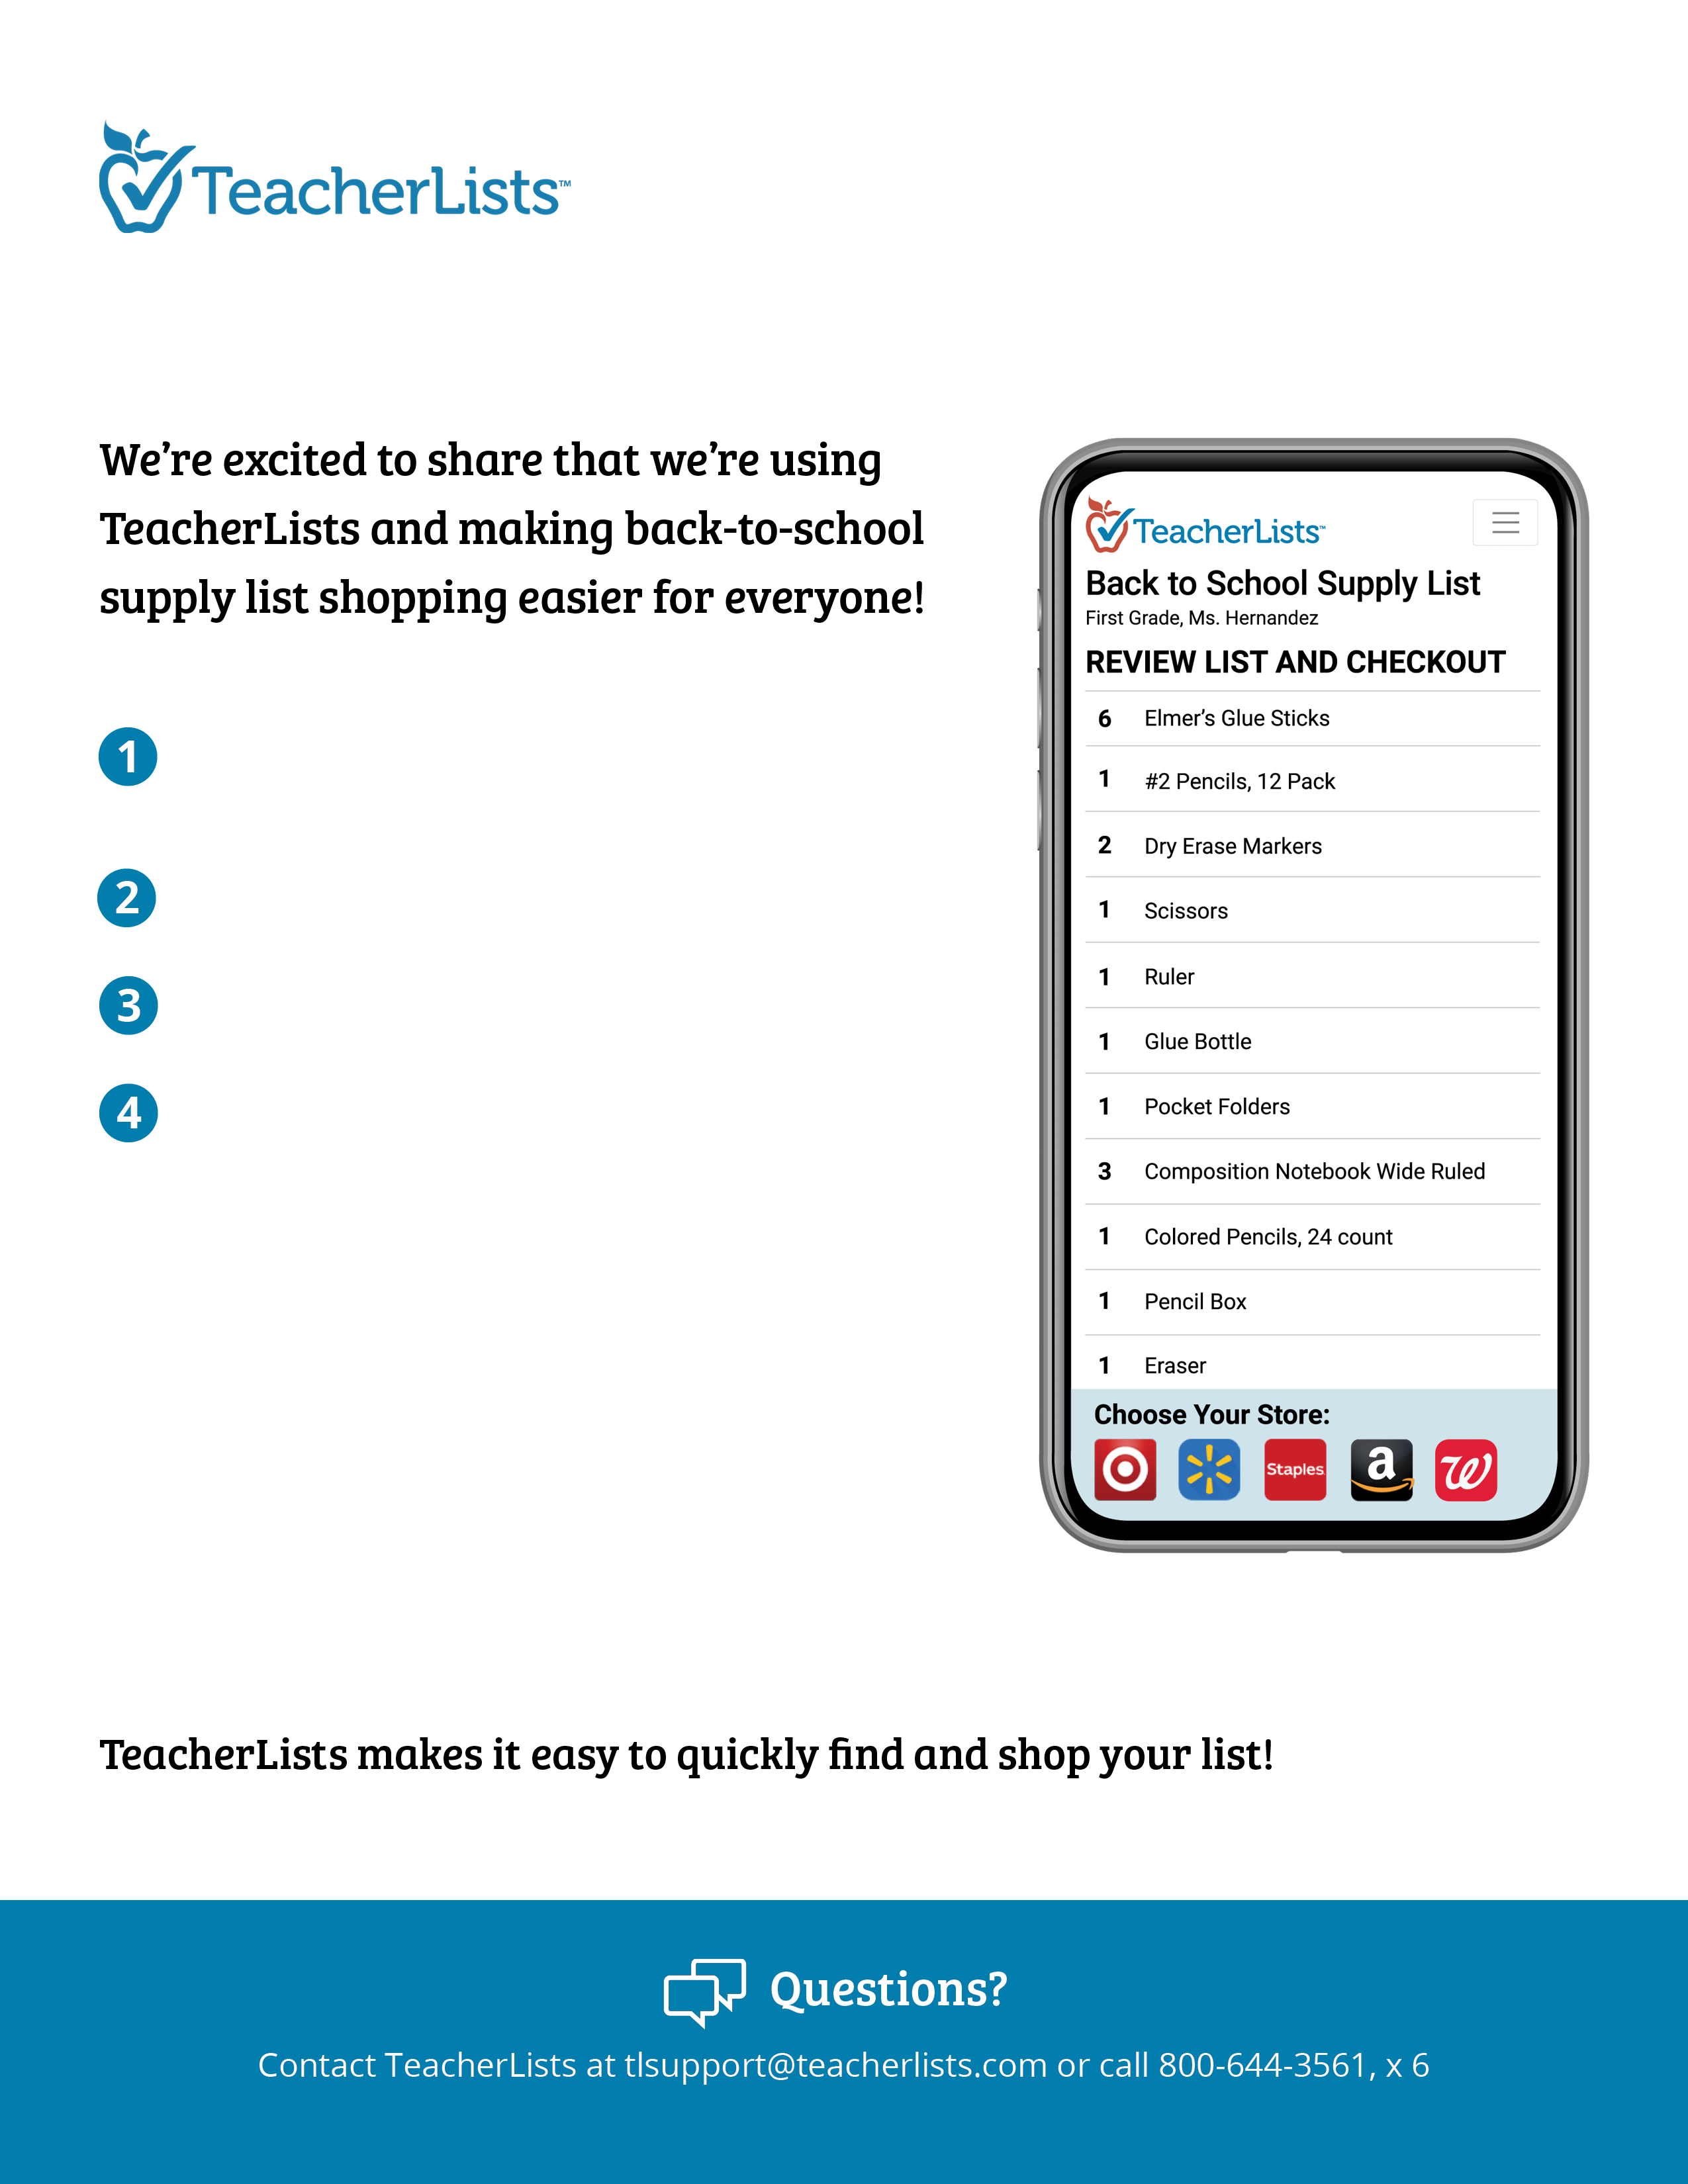 TeacherLists™
We’re excited to share that we’re using
TeacherLists and making back-to-school
supply list shopping easier for everyone!
1
2
3
4
TeacherLists™
Back to School Supply List
First Grade, Ms. Hernandez
REVIEW LIST AND CHECKOUT
6 Elmer’s Glue Sticks
1 #2 Pencils, 12 Pack
2 Dry Erase Markers
1 Scissors
1 Ruler
1 Glue Bottle
1 Pocket Folders
3 Composition Notebook Wide Ruled
1 Colored Pencils, 24 count
1 Pencil Box
1 Eraser
Choose Your Store:
Staples a W
TeacherLists makes it easy to quickly find and shop your list!
Questions?
Contact TeacherLists at tlsupport@teacherlists.com or call 800-644-3561, x 6